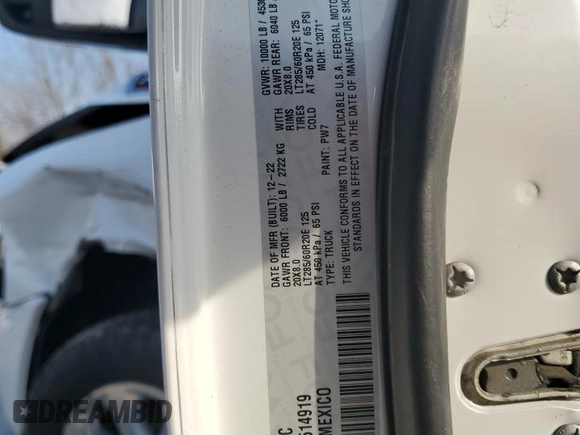 DATE OF MFR (BUILT): 12-22
GVWR: 10000 LB /
GAWR FRONT: 6000 LB / 2722 KG WITH
GAWR REAR: 6040 LB
20X8.0 RIMS
20X8.0
LT285/60R20E 125 TIRES
LT285/60R20E 125
AT 450 kPa / 65 PSI COLD
AT 450 kPa / 65 PSI
TYPE: TRUCK PAINT: PW7 MDH: 12071*
THIS VEHICLE CONFORMS TO ALL APPLICABLE U.S.A. FEDERAL MOTOR
STANDARDS IN EFFECT ON THE DATE OF MANUFACTURE SHO
514919
MEXICO
DREAMBID